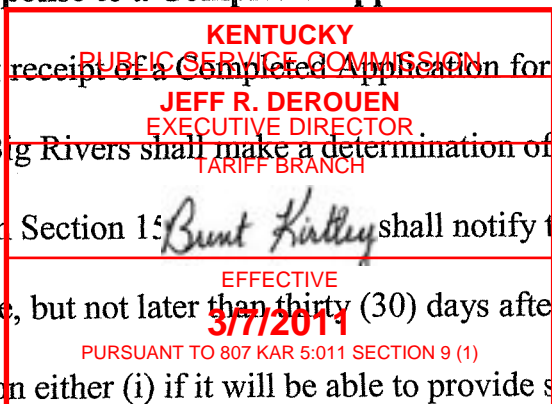 KENTUCKY
PUBLIC SERVICE COMMISSION
receipt of a Completed Application for
JEFF R. DEROUEN
EXECUTIVE DIRECTOR
ig Rivers shall make a determination of
TARIFF BRANCH
Section 15 Brent Kirtley shall notify t
EFFECTIVE
e, but not later than thirty (30) days afte
3/7/2011
PURSUANT TO 807 KAR 5:011 SECTION 9 (1)
n either (i) if it will be able to provide s